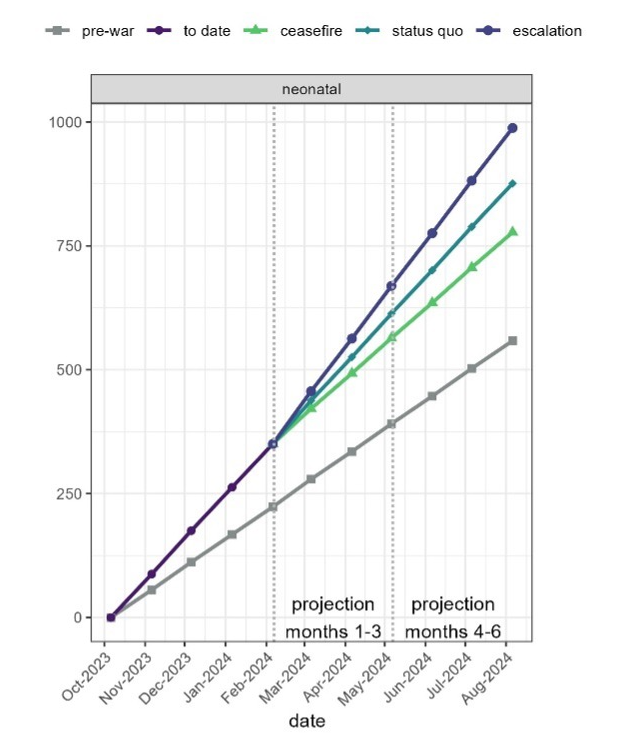 pre-war to date ceasefire status quo escalation
neonatal
1000
750
500
250
0
projection projection
months 1-3 months 4-6
Oct-2023 Nov-2023 Dec-2023 Jan-2024 Feb-2024 Mar-2024 Apr-2024 May-2024 Jun-2024 Jul-2024 Aug-2024
date